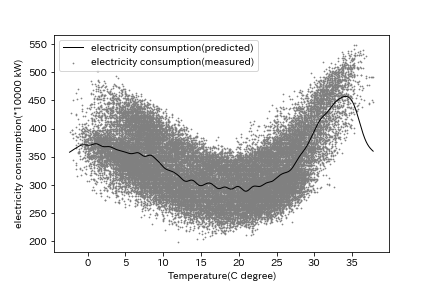 electricity consumption(predicted)
electricity consumption(measured)
electricity consumption(*10000 kW)
550
500
450
400
350
300
250
200
0 5 10 15 20 25 30 35
Temperature(C degree)